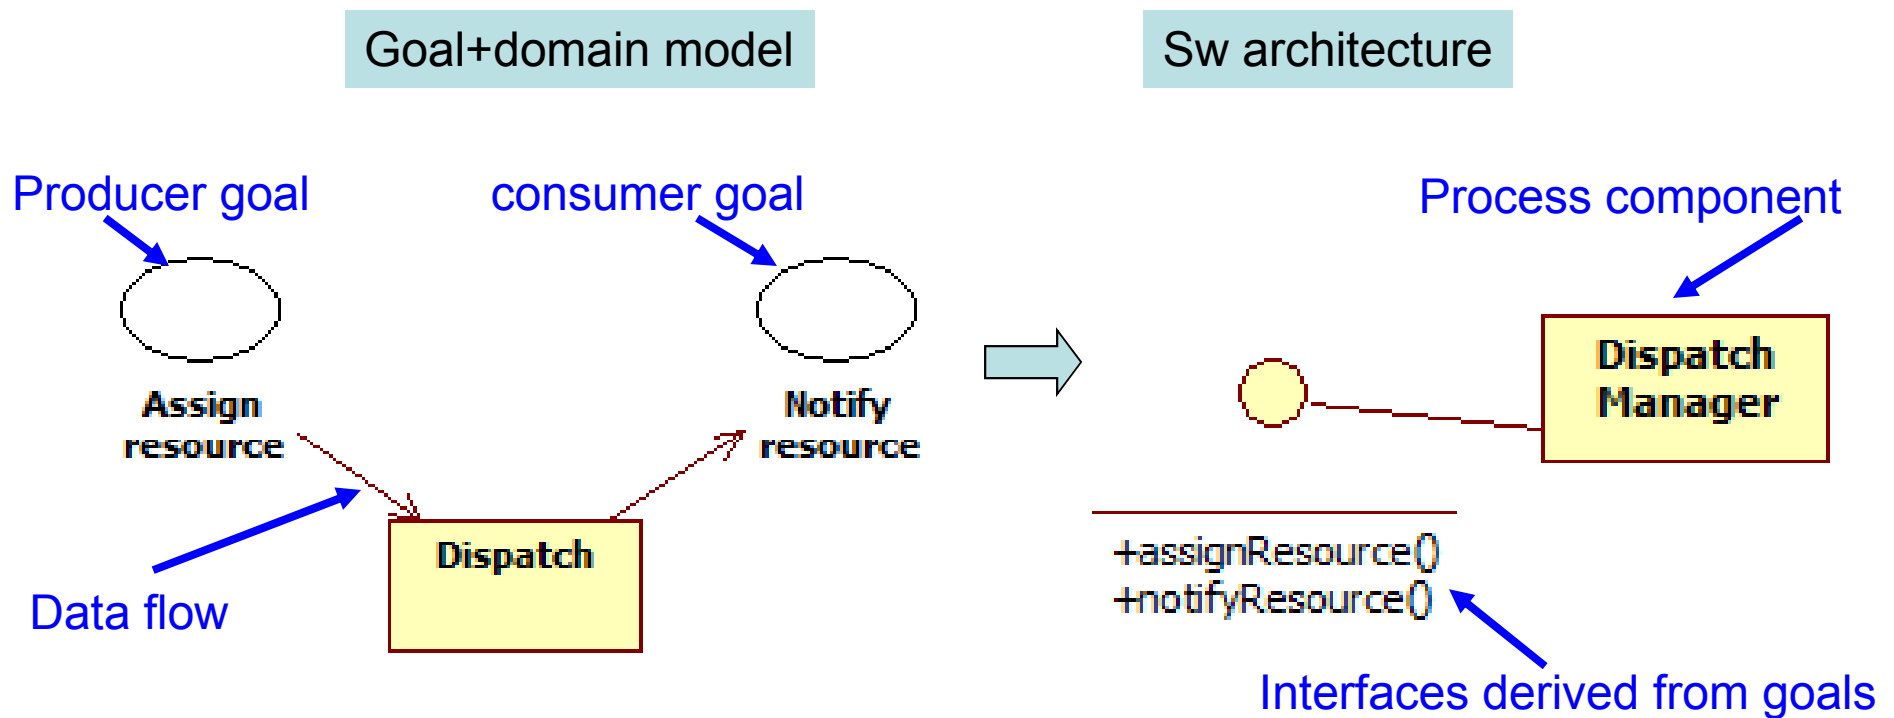 Goal+domain model
Sw architecture
Producer goal
consumer goal
Process component
Assign
resource
Notify
resource
Dispatch
Manager
Dispatch
+assignResource()
+notifyResource()
Data flow
Interfaces derived from goals